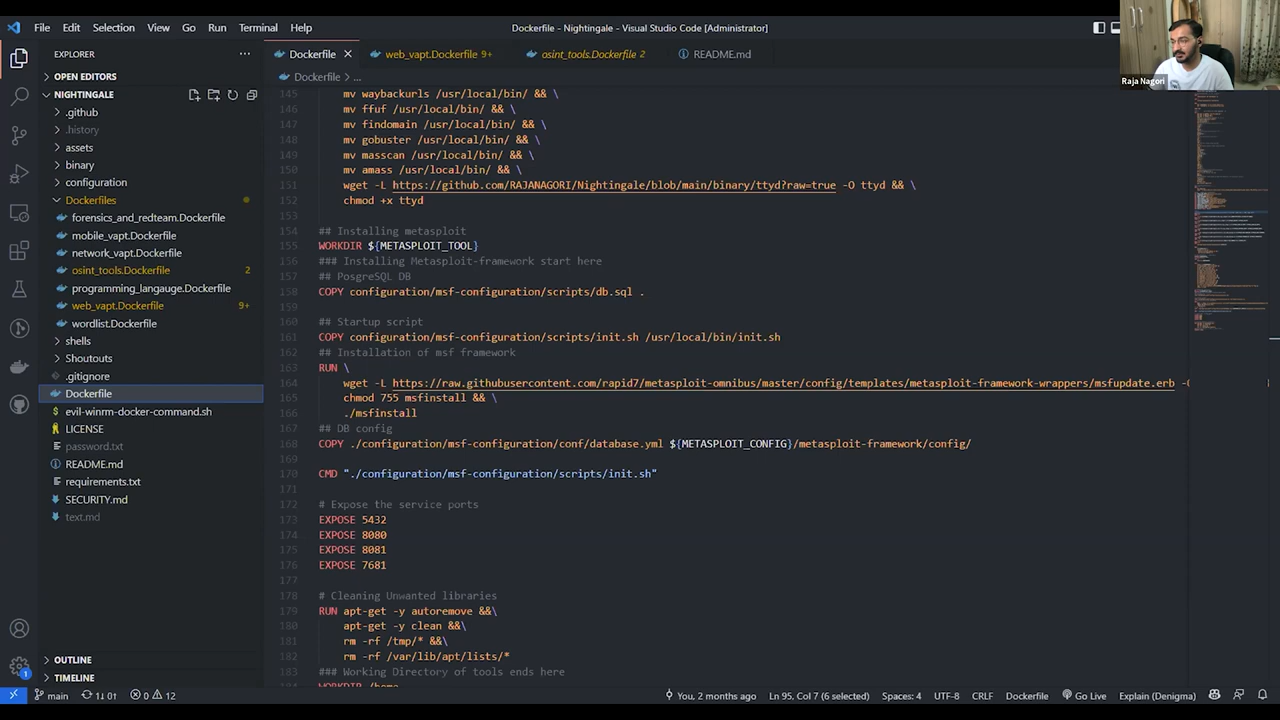 File Edit Selection View Go Run Terminal Help
Dockerfile - Nightingale - Visual Studio Code [Administrator]
Raja Nagori
EXPLORER
OPEN EDITORS
NIGHTINGALE
.github
.history
assets
binary
configuration
Dockerfiles
forensics_and_redteam.Dockerfile
mobile_vapt.Dockerfile
network_vapt.Dockerfile
osint_tools.Dockerfile 2
programming_langauge.Dockerfile
web_vapt.Dockerfile 9+
wordlist.Dockerfile
shells
Shoutouts
.gitignore
Dockerfile
evil-winrm-docker-command.sh
LICENSE
password.txt
README.md
requirements.txt
SECURITY.md
text.md
OUTLINE
TIMELINE
Dockerfile
web_vapt.Dockerfile 9+
osint_tools.Dockerfile 2
README.md
Dockerfile > ...
145 mv waybackurls /usr/local/bin/ && \
146 mv ffuf /usr/local/bin/ && \
147 mv findomain /usr/local/bin/ && \
148 mv gobuster /usr/local/bin/ && \
149 mv masscan /usr/local/bin/ && \
150 mv amass /usr/local/bin/ && \
151 wget -L https://github.com/RAJANAGORI/Nightingale/blob/main/binary/ttyd?raw=true -O ttyd && \
152 chmod +x ttyd
153
154 ## Installing metasploit
155 WORKDIR ${METASPLOIT_TOOL}
156 ### Installing Metasploit-framework start here
157 ## PosgreSQL DB
158 COPY configuration/msf-configuration/scripts/db.sql .
159
160 ## Startup script
161 COPY configuration/msf-configuration/scripts/init.sh /usr/local/bin/init.sh
162 ## Installation of msf framework
163 RUN \
164 wget -L https://raw.githubusercontent.com/rapid7/metasploit-omnibus/master/config/templates/metasploit-framework-wrappers/msfupdate.erb
165 chmod 755 msfinstall && \
166 ./msfinstall
167 ## DB config
168 COPY ./configuration/msf-configuration/conf/database.yml ${METASPLOIT_CONFIG}/metasploit-framework/config/
169
170 CMD "./configuration/msf-configuration/scripts/init.sh"
171
172 # Expose the service ports
173 EXPOSE 5432
174 EXPOSE 8080
175 EXPOSE 8081
176 EXPOSE 7681
177
178 # Cleaning Unwanted libraries
179 RUN apt-get -y autoremove &&\
180 apt-get -y clean &&\
181 rm -rf /tmp/* &&\
182 rm -rf /var/lib/apt/lists/*
183 ### Working Directory of tools ends here
184 WORKDIR /home
1
main 1↓ 0↑ 0 12
You, 2 months ago Ln 95, Col 7 (6 selected) Spaces: 4 UTF-8 CRLF Dockerfile Go Live Explain (Denigma)